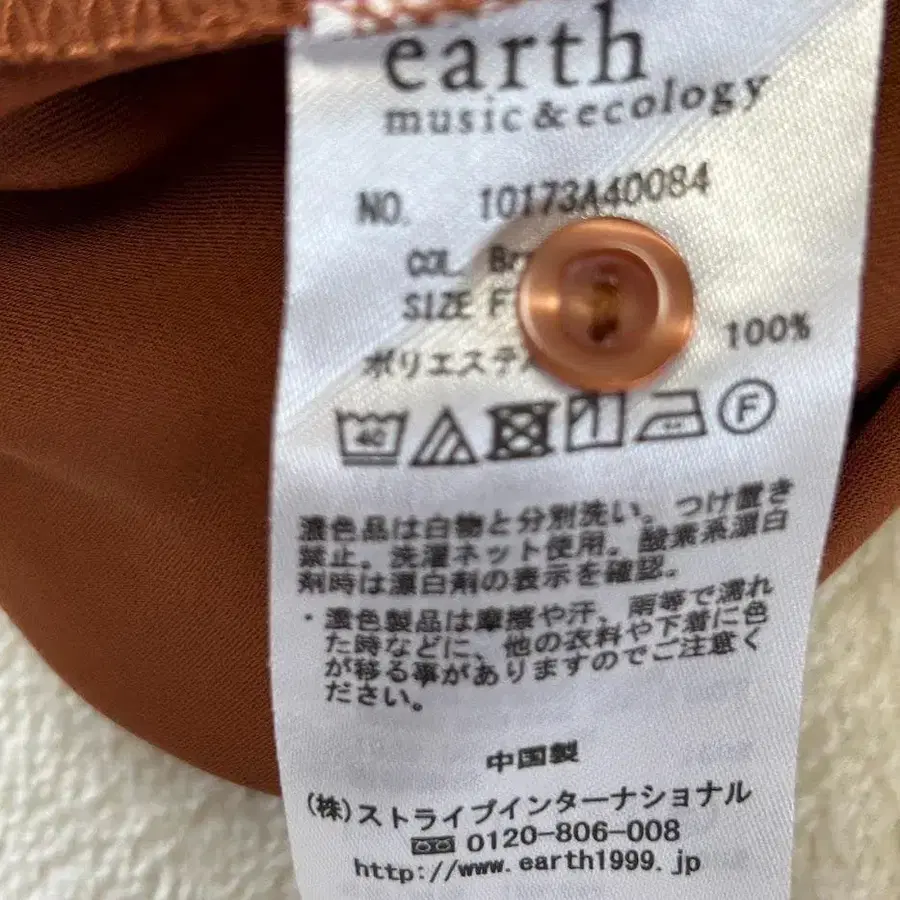 earth
music&ecology
NO. 10173A40084
COL
SIZE F
100%
40
F
濃色品は白物と分別洗い。つけ置き
禁止。洗濯ネット使用。酸素系漂白
剤時は漂白剤の表示を確認。
・濃色製品は摩擦や汗、雨等で濡れ
た時などに、他の衣料や下着に色
が移る事がありますのでご注意く
ださい。
中国製
(株)ストライプインターナショナル
0120-806-008
http://www.earth1999.jp